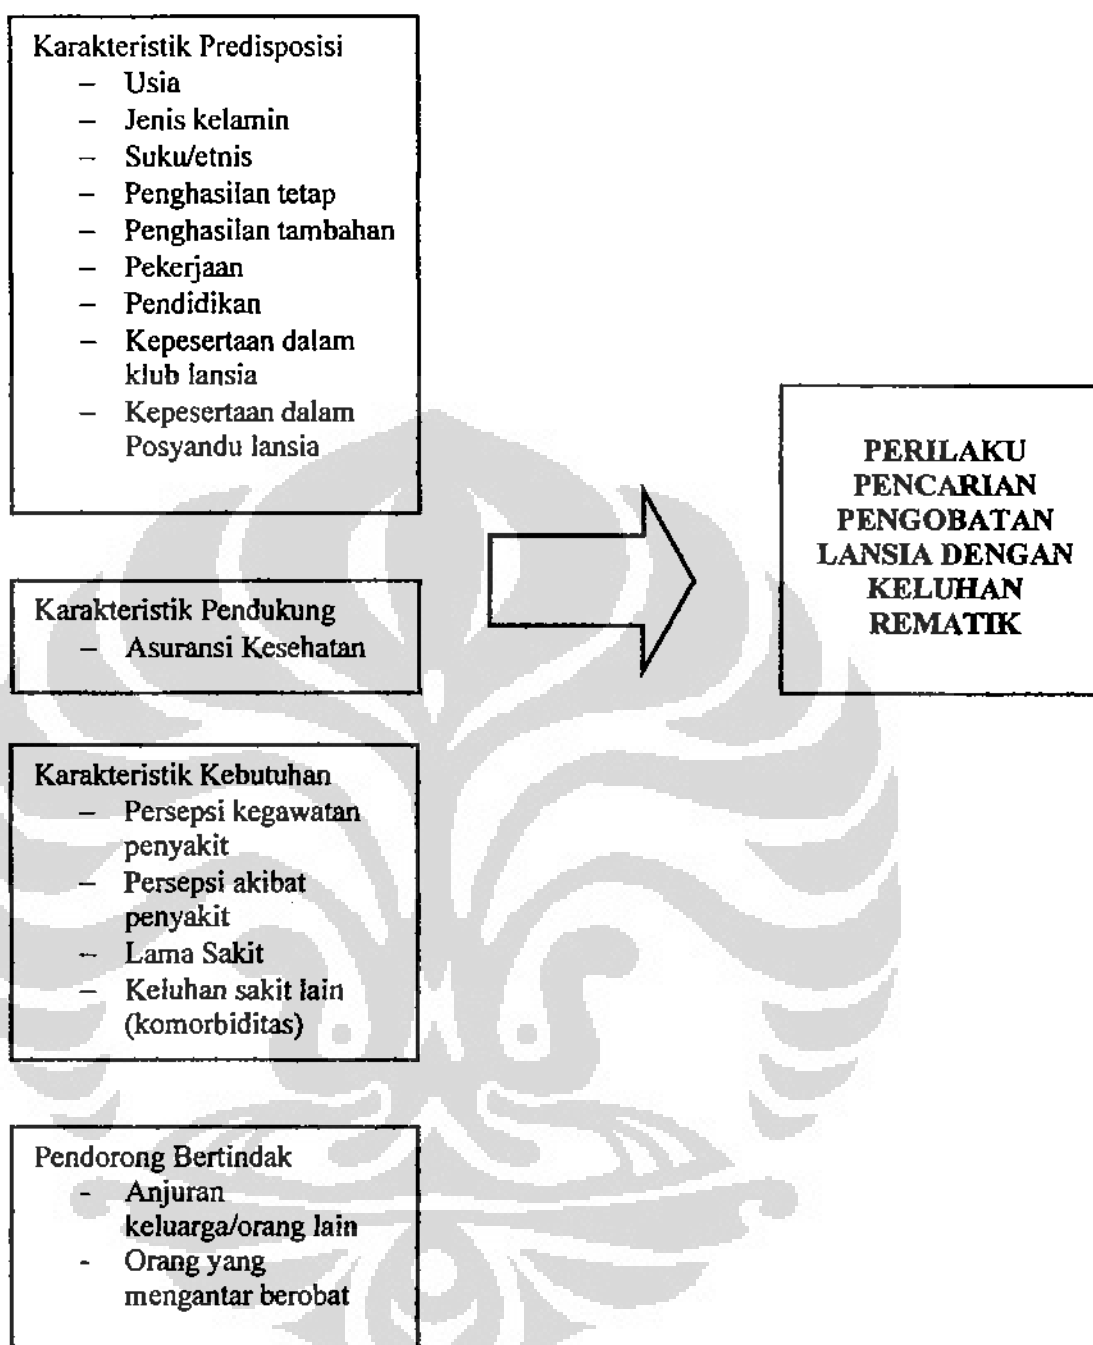 Karakteristik Predisposisi
– Usia
– Jenis kelamin
– Suku/etnis
– Penghasilan tetap
– Penghasilan tambahan
– Pekerjaan
– Pendidikan
– Kepesertaan dalam
klub lansia
– Kepesertaan dalam
Posyandu lansia
Karakteristik Pendukung
– Asuransi Kesehatan
Karakteristik Kebutuhan
– Persepsi kegawatan
penyakit
– Persepsi akibat
penyakit
– Lama Sakit
– Keluhan sakit lain
(komorbiditas)
Pendorong Bertindak
- Anjuran
keluarga/orang lain
- Orang yang
mengantar berobat
PERILAKU
PENCARIAN
PENGOBATAN
LANSIA DENGAN
KELUHAN
REMATIK